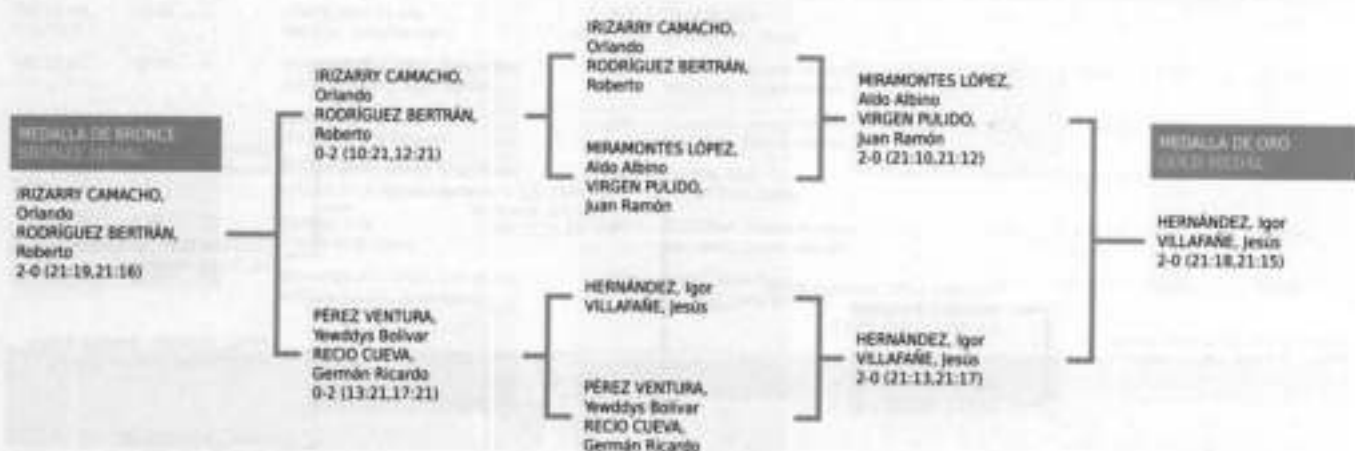 MEDALLA DE BRONCE
IRIZARRY CAMACHO,
Orlando
RODRÍGUEZ BERTRÁN,
Roberto
2-0 (21:19,21:16)
IRIZARRY CAMACHO,
Orlando
RODRÍGUEZ BERTRÁN,
Roberto
0-2 (10:21,12:21)
PÉREZ VENTURA,
Yewddys Bolívar
RECIO CUEVA,
Germán Ricardo
0-2 (13:21,17:21)
IRIZARRY CAMACHO,
Orlando
RODRÍGUEZ BERTRÁN,
Roberto
MIRAMONTES LÓPEZ,
Aldo Albino
VIRGEN PULIDO,
Juan Ramón
HERNÁNDEZ, Igor
VILLAFAÑE, Jesús
PÉREZ VENTURA,
Yewddys Bolívar
RECIO CUEVA,
Germán Ricardo
MIRAMONTES LÓPEZ,
Aldo Albino
VIRGEN PULIDO,
Juan Ramón
2-0 (21:10,21:12)
HERNÁNDEZ, Igor
VILLAFAÑE, Jesús
2-0 (21:13,21:17)
MEDALLA DE ORO
GOLD MEDAL
HERNÁNDEZ, Igor
VILLAFAÑE, Jesús
2-0 (21:18,21:15)